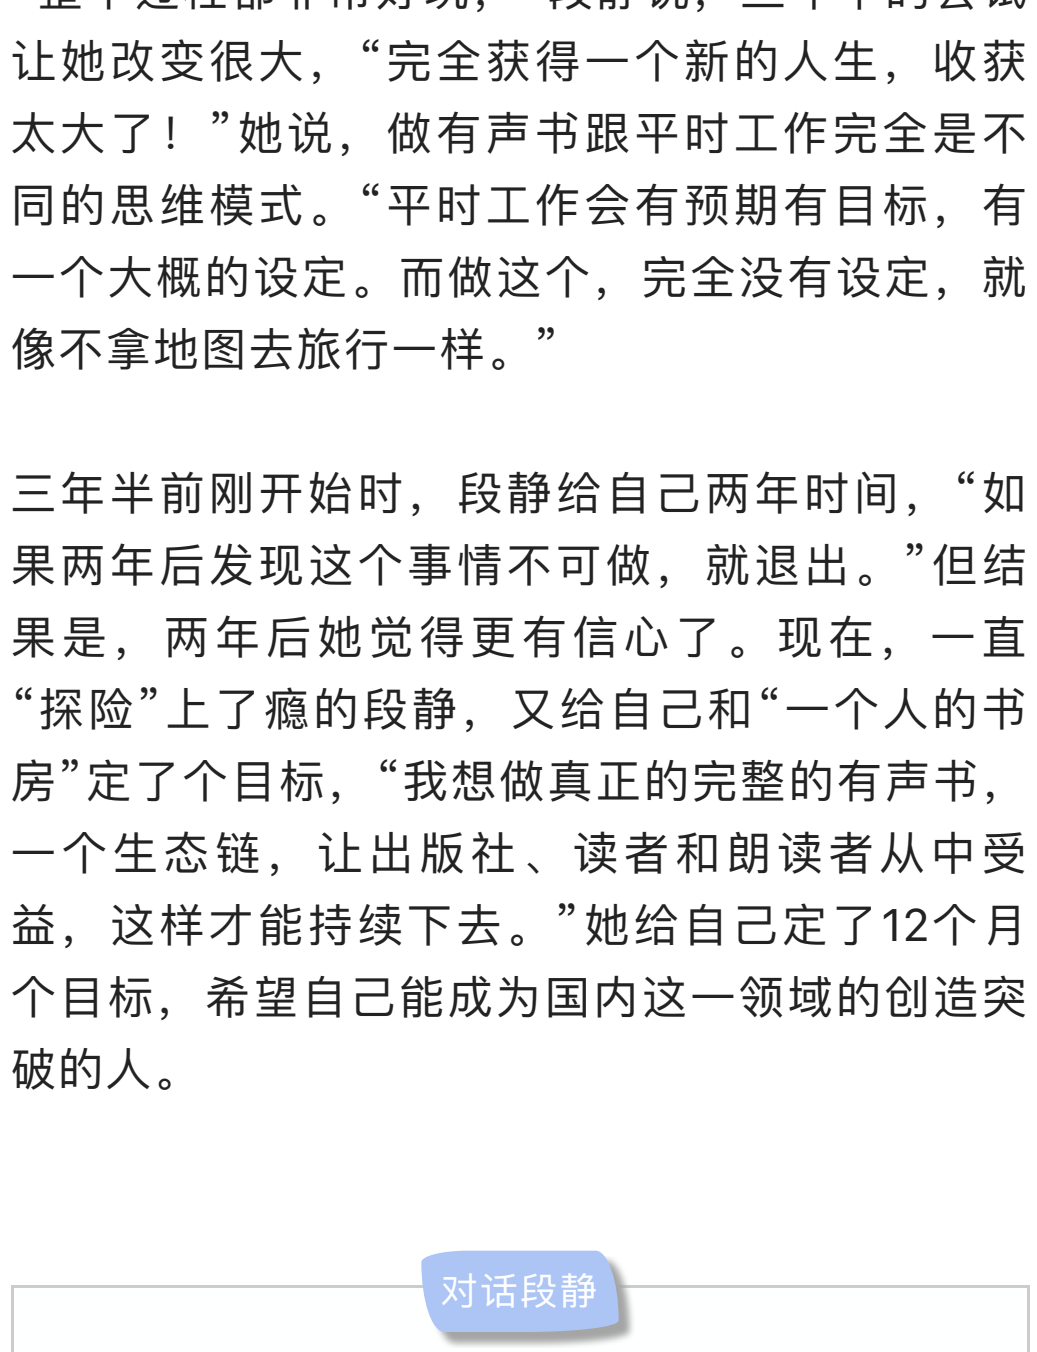 让她改变很大，“完全获得一个新的人生，收获
太大了！”她说，做有声书跟平时工作完全是不
同的思维模式。“平时工作会有预期有目标，有
一个大概的设定。而做这个，完全没有设定，就
像不拿地图去旅行一样。”
三年半前刚开始时，段静给自己两年时间，“如
果两年后发现这个事情不可做，就退出。”但结
果是，两年后她觉得更有信心了。现在，一直
“探险”上了瘾的段静，又给自己和“一个人的书
房”定了个目标，“我想做真正的完整的有声书，
一个生态链，让出版社、读者和朗读者从中受
益，这样才能持续下去。”她给自己定了12个月
个目标，希望自己能成为国内这一领域的创造突
破的人。
对话段静